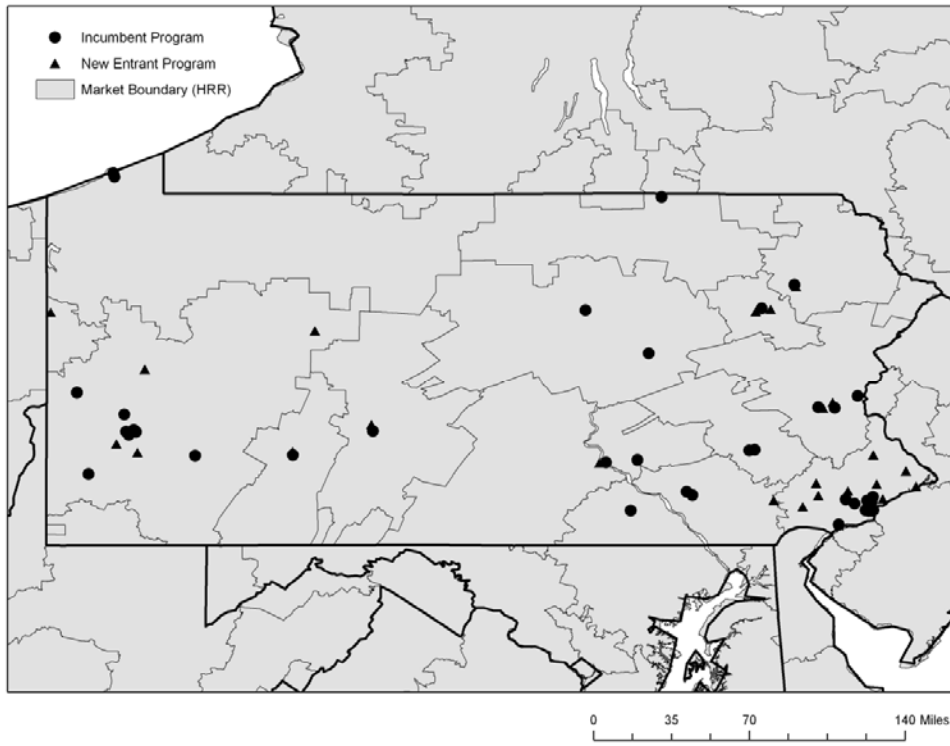 Incumbent Program
New Entrant Program
Market Boundary (HRR)
0 35 70 140 Miles